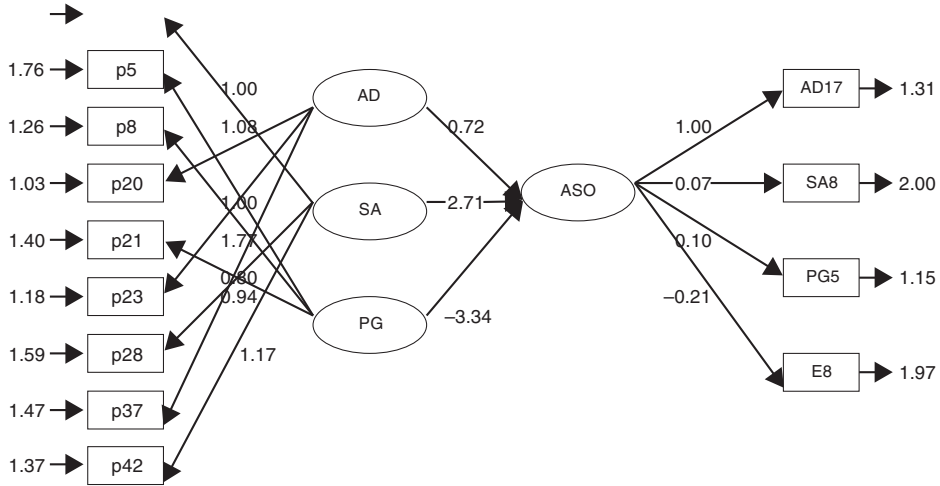 1.76 p5
1.26 p8
1.03 p20
1.40 p21
1.18 p23
1.59 p28
1.47 p37
1.37 p42
1.00
1.08
1.00
1.77
0.80
0.94
1.17
AD
SA
PG
0.72
2.71
–3.34
ASO
1.00
0.07
0.10
–0.21
AD17 1.31
SA8 2.00
PG5 1.15
E8 1.97